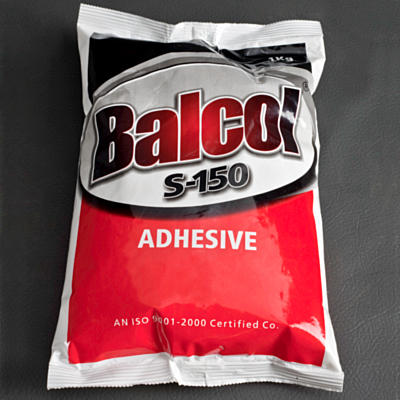 1Kg
Balcol®
S-150
ADHESIVE
AN ISO 9001-2000 Certified Co.